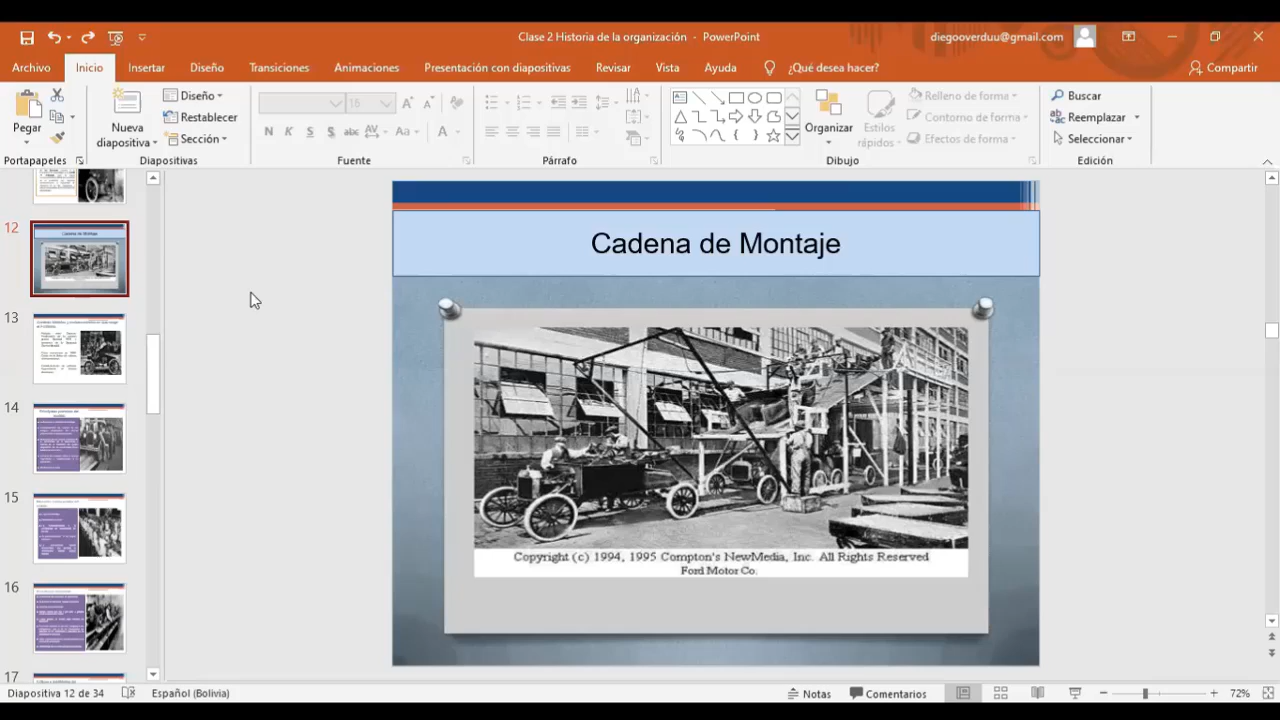 Clase 2 Historia de la organización - PowerPoint
diegooverduu@gmail.com
Archivo Inicio Insertar Diseño Transiciones Animaciones Presentación con diapositivas Revisar Vista Ayuda ¿Qué desea hacer? Compartir
Pegar
Portapapeles
Nueva diapositiva
Diseño
Restablecer
Sección
Diapositivas
18
N K S S abc AV Aa A
Fuente
Párrafo
Organizar
Estilos rápidos
Relleno de forma
Contorno de forma
Efectos de forma
Dibujo
Buscar
Reemplazar
Seleccionar
Edición
12
13
14
15
16
17
Cadena de Montaje
Copyright (c) 1994, 1995 Compton's NewMedia, Inc. All Rights Reserved
Ford Motor Co.
Diapositiva 12 de 34 Español (Bolivia) Notas Comentarios 72%